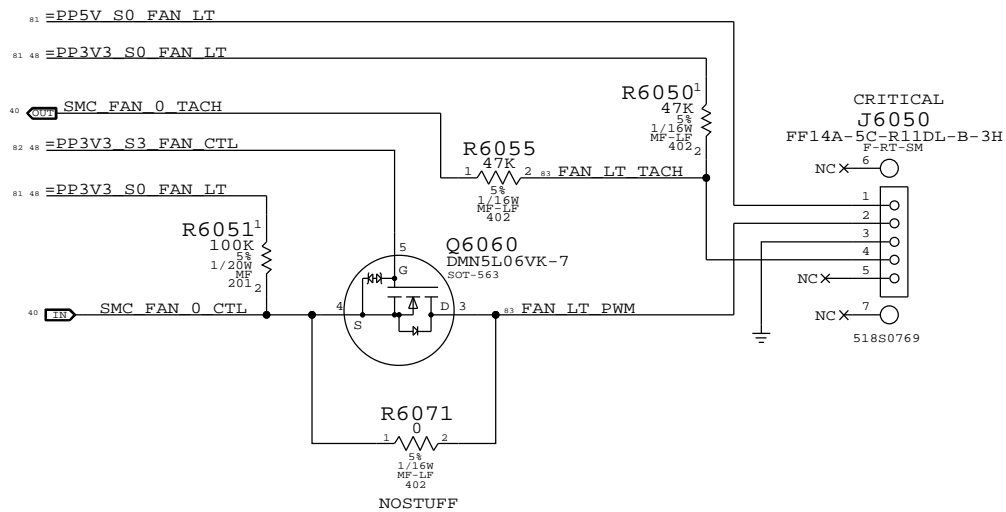 81 =PP5V_S0_FAN_LT
81 48 =PP3V3_S0_FAN_LT
40 OUT SMC_FAN_0_TACH
82 48 =PP3V3_S3_FAN_CTL
81 48 =PP3V3_S0_FAN_LT
R6050
1
47K
5%
1/16W
MF-LF
402
2
R6055
47K
1 2
83 FAN_LT_TACH
5%
1/16W
MF-LF
402
CRITICAL
J6050
FF14A-5C-R11DL-B-3H
F-RT-SM
NC 6
1
2
3
4
NC 5
NC 7
518S0769
R6051
1
100K
5%
1/20W
MF
201
2
Q6060
DMN5L06VK-7
SOT-563
5
G
40 IN SMC_FAN_0_CTL
4
S
D
3
83 FAN_LT_PWM
R6071
0
1 2
5%
1/16W
MF-LF
402
NOSTUFF